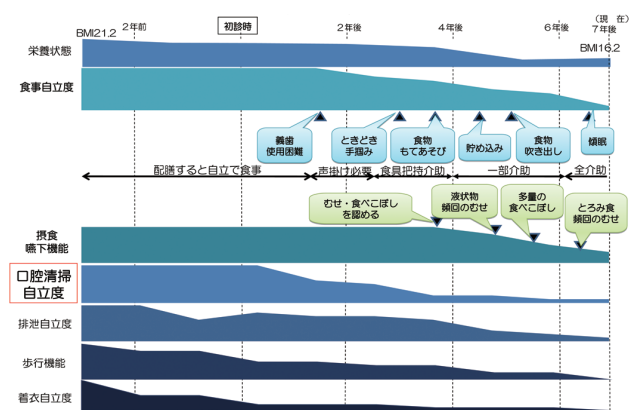 (現 在)
2年前
初診時
2年後
4年後
6年後
7年後
BMI21.2
BMI16.2
栄養状態
食事自立度
義歯
使用困難
ときどき
手掴み
食物
もてあそび
貯め込み
食物
吹き出し
傾眠
配膳すると自立で食事
声掛け必要
食具把持介助
一部介助
全介助
むせ・食べこぼし
を認める
液状物
頻回のむせ
多量の
食べこぼし
とろみ食
頻回のむせ
摂食
嚥下機能
口腔清掃
自立度
排泄自立度
歩行機能
着衣自立度